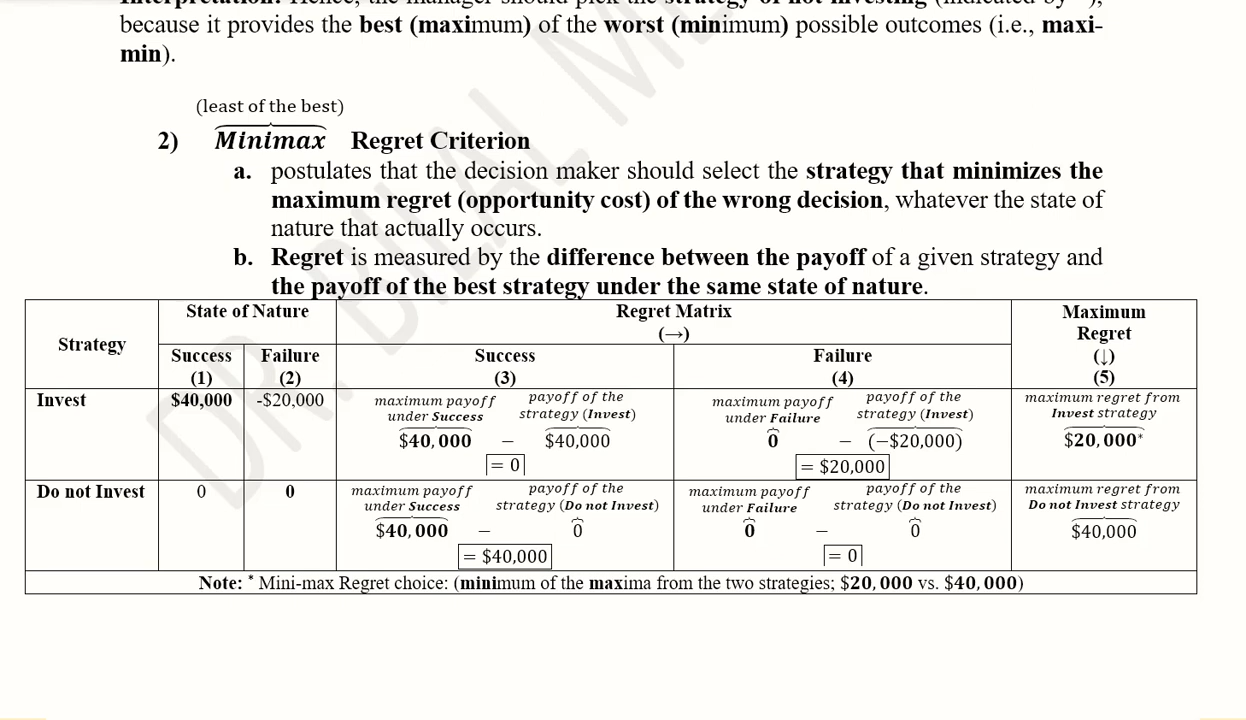 because it provides the best (maximum) of the worst (minimum) possible outcomes (i.e., maxi-
min).
(least of the best)
2) Minimax Regret Criterion
a. postulates that the decision maker should select the strategy that minimizes the
maximum regret (opportunity cost) of the wrong decision, whatever the state of
nature that actually occurs.
b. Regret is measured by the difference between the payoff of a given strategy and
the payoff of the best strategy under the same state of nature.
Strategy
State of Nature
Regret Matrix
(→)
Maximum
Regret
(↓)
(5)
Success
(1)
Failure
(2)
Success
(3)
Failure
(4)
Invest
$40,000
-$20,000
maximum payoff
under Success
payoff of the
strategy (Invest)
$40,000 − $40,000
= 0
maximum payoff
under Failure
payoff of the
strategy (Invest)
0 − (−$20,000)
= $20,000
maximum regret from
Invest strategy
$20,000*
Do not Invest
0
0
maximum payoff
under Success
payoff of the
strategy (Do not Invest)
$40,000 − 0
= $40,000
maximum payoff
under Failure
payoff of the
strategy (Do not Invest)
0 − 0
= 0
maximum regret from
Do not Invest strategy
$40,000
Note: * Mini-max Regret choice: (minimum of the maxima from the two strategies; $20,000 vs. $40,000)
DR. BILAL